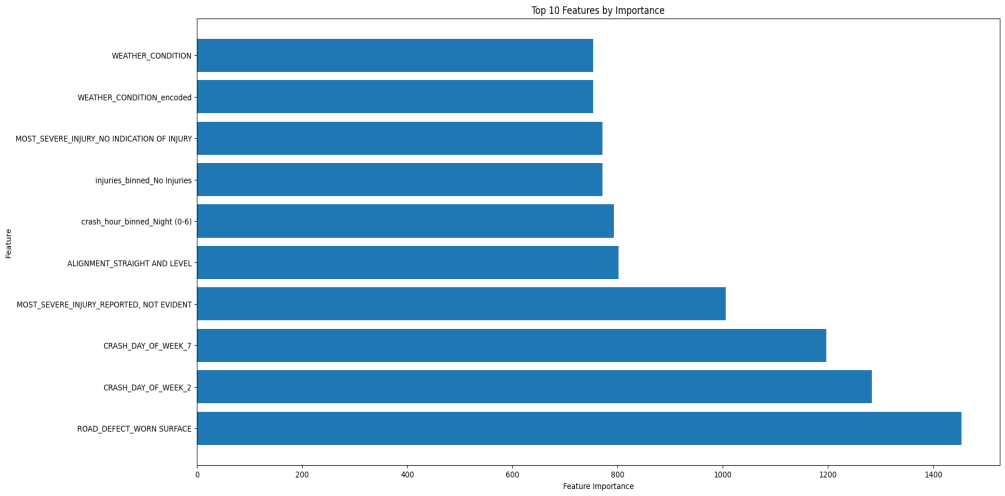 Top 10 Features by Importance
WEATHER_CONDITION
WEATHER_CONDITION_encoded
MOST_SEVERE_INJURY_NO INDICATION OF INJURY
injuries_binned_No Injuries
crash_hour_binned_Night (0-6)
ALIGNMENT_STRAIGHT AND LEVEL
MOST_SEVERE_INJURY_REPORTED, NOT EVIDENT
CRASH_DAY_OF_WEEK_7
CRASH_DAY_OF_WEEK_2
ROAD_DEFECT_WORN SURFACE
Feature
0 200 400 600 800 1000 1200 1400
Feature Importance